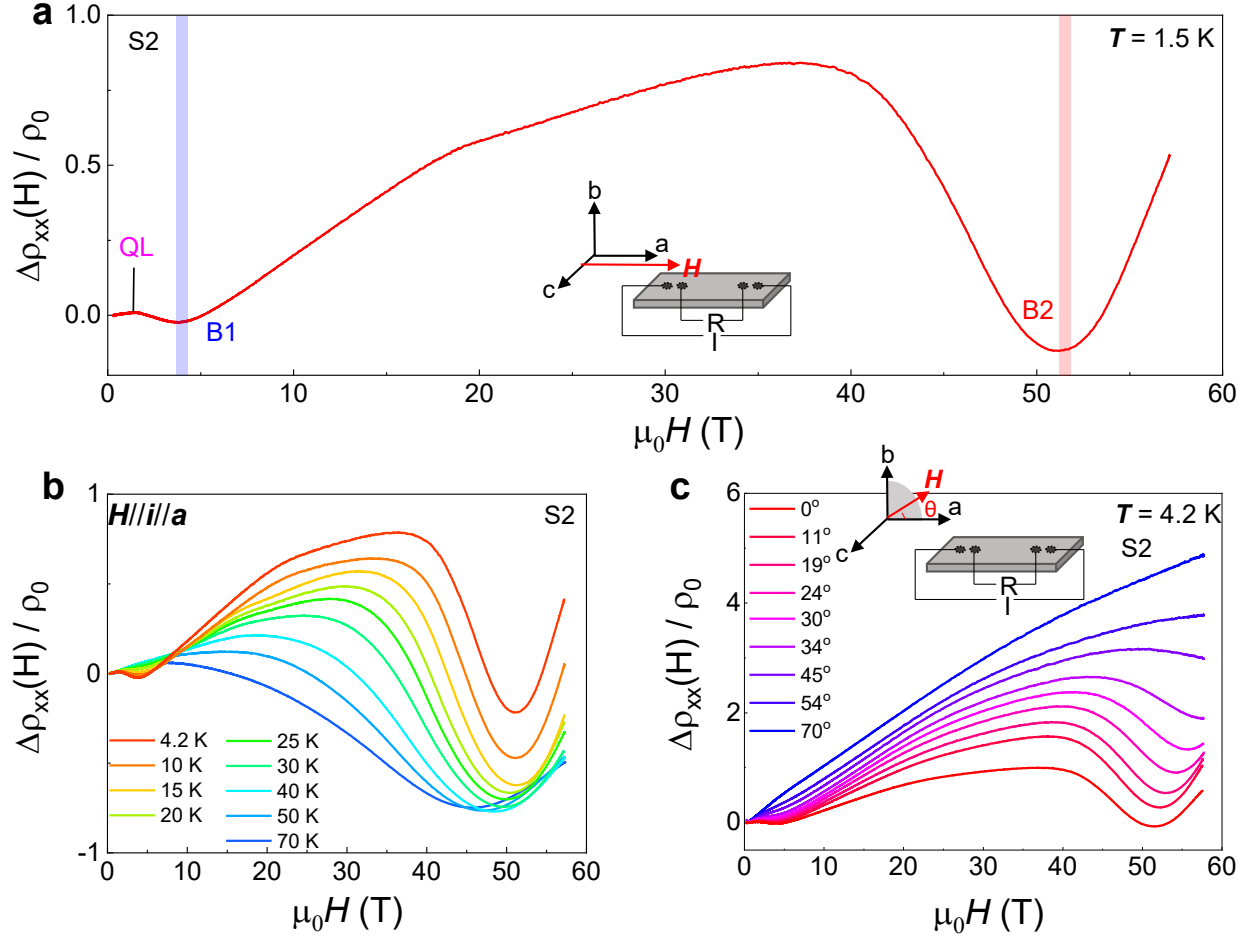 a
S2
T = 1.5 K
Δρxx(H) / ρ0
1.0
0.5
0.0
QL
B1
B2
b
a
c
H
R
I
0
10
20
30
40
50
60
μ0H (T)
b
H//i//a
S2
Δρxx(H) / ρ0
1
0
-1
4.2 K
10 K
15 K
20 K
25 K
30 K
40 K
50 K
70 K
0
10
20
30
40
50
60
μ0H (T)
c
b
H
θ
a
c
T = 4.2 K
S2
R
I
Δρxx(H) / ρ0
6
4
2
0
0°
11°
19°
24°
30°
34°
45°
54°
70°
0
10
20
30
40
50
60
μ0H (T)